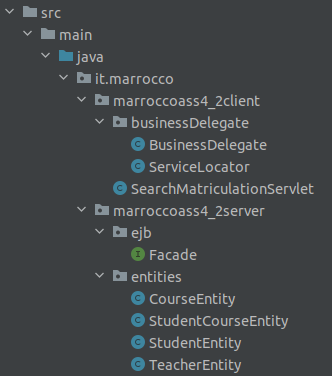 src
main
java
it.marrocco
marroccoass4_2client
businessDelegate
C BusinessDelegate
C ServiceLocator
C SearchMatriculationServlet
marroccoass4_2server
ejb
I Facade
entities
C CourseEntity
C StudentCourseEntity
C StudentEntity
C TeacherEntity